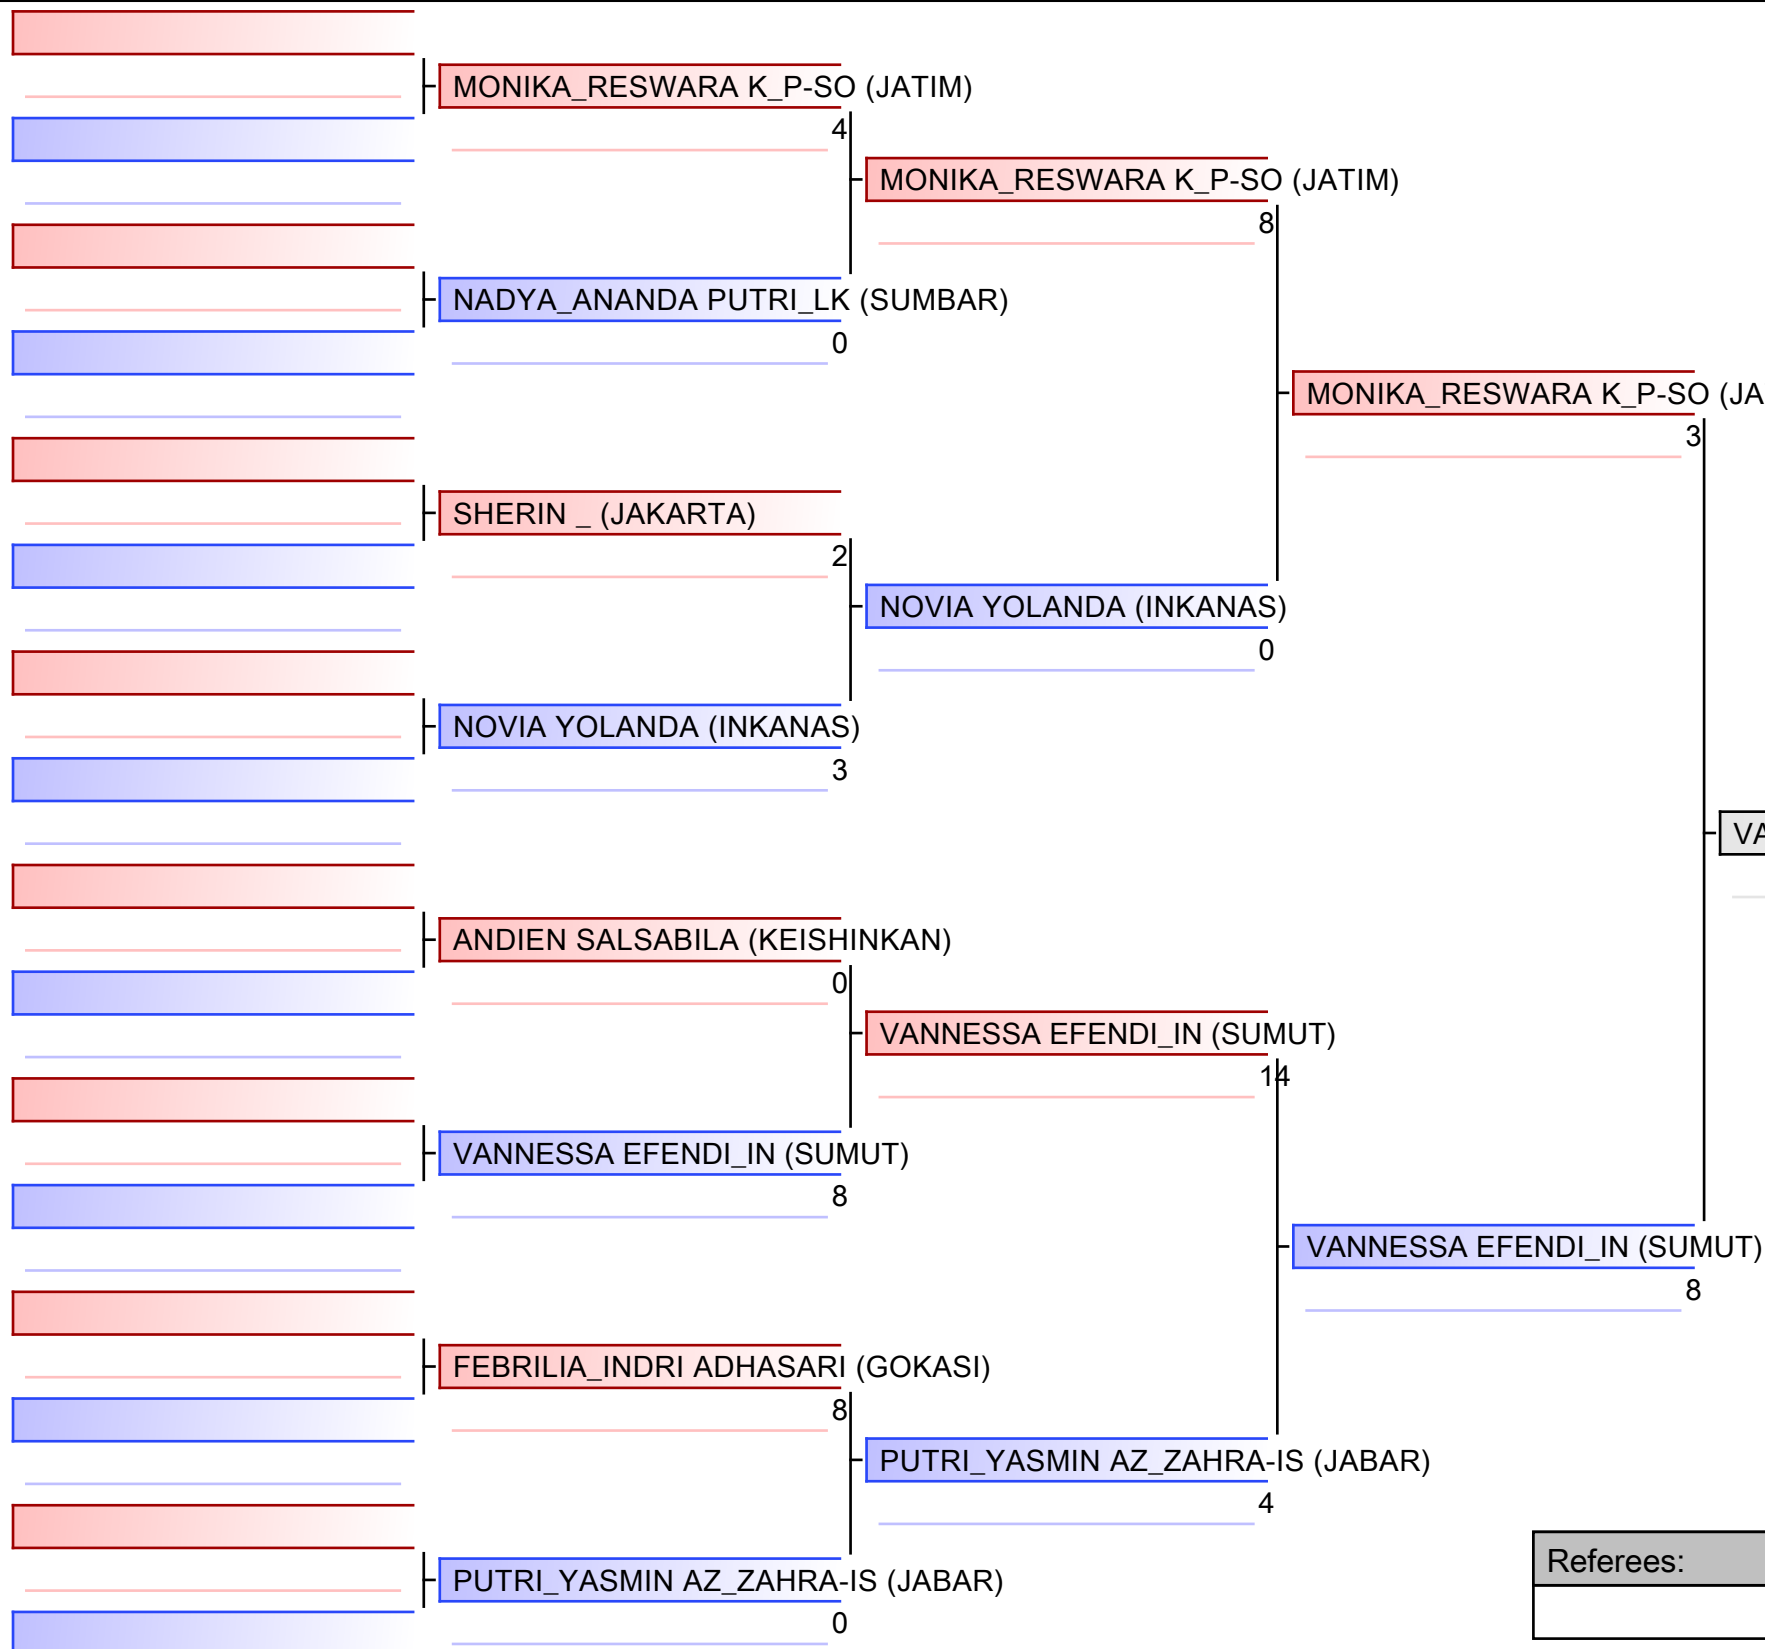 MONIKA_RESWARA K_P-SO (JATIM)
4
MONIKA_RESWARA K_P-SO (JATIM)
8
NADYA_ANANDA PUTRI_LK (SUMBAR)
0
MONIKA_RESWARA K_P-SO (JA
3
SHERIN _ (JAKARTA)
2
NOVIA YOLANDA (INKANAS)
0
NOVIA YOLANDA (INKANAS)
3
VA
ANDIEN SALSABILA (KEISHINKAN)
0
VANNESSA EFENDI_IN (SUMUT)
14
VANNESSA EFENDI_IN (SUMUT)
8
VANNESSA EFENDI_IN (SUMUT)
8
FEBRILIA_INDRI ADHASARI (GOKASI)
8
PUTRI_YASMIN AZ_ZAHRA-IS (JABAR)
4
PUTRI_YASMIN AZ_ZAHRA-IS (JABAR)
0
Referees: